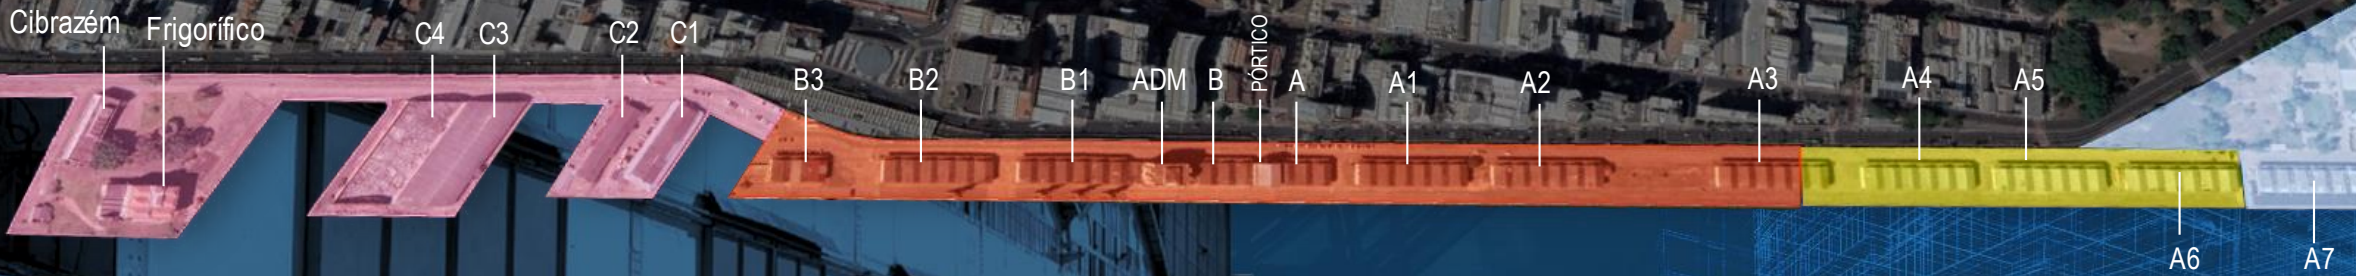 Cibrazém
Frigorífico
C4
C3
C2
C1
B3
B2
B1
ADM
B
PÓRTICO
A
A1
A2
A3
A4
A5
A6
A7